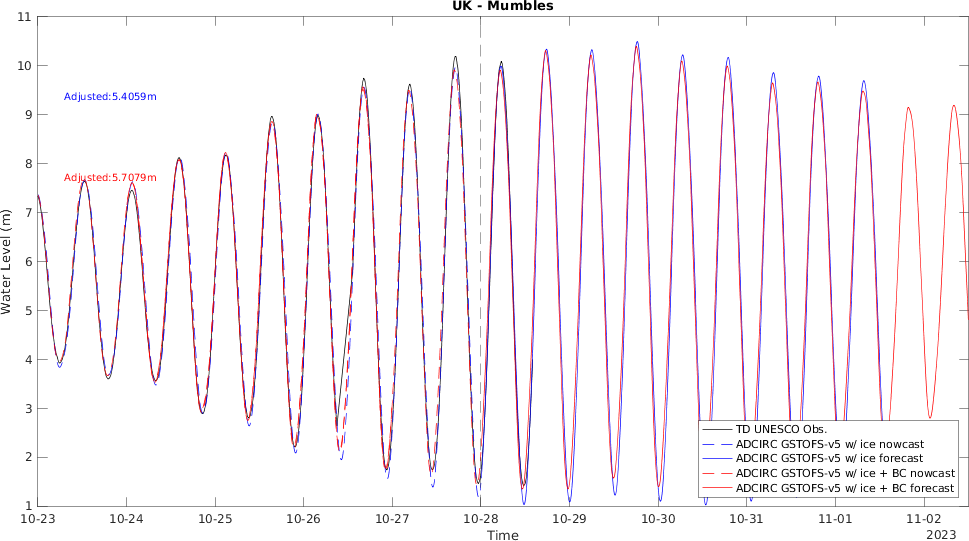 UK - Mumbles
11
10
9
8
7
6
5
4
3
2
1
Water Level (m)
Adjusted:5.4059m
Adjusted:5.7079m
TD UNESCO Obs.
ADCIRC GSTOFS-v5 w/ ice nowcast
ADCIRC GSTOFS-v5 w/ ice forecast
ADCIRC GSTOFS-v5 w/ ice + BC nowcast
ADCIRC GSTOFS-v5 w/ ice + BC forecast
10-23 10-24 10-25 10-26 10-27 10-28 10-29 10-30 10-31 11-01 11-02
Time
2023